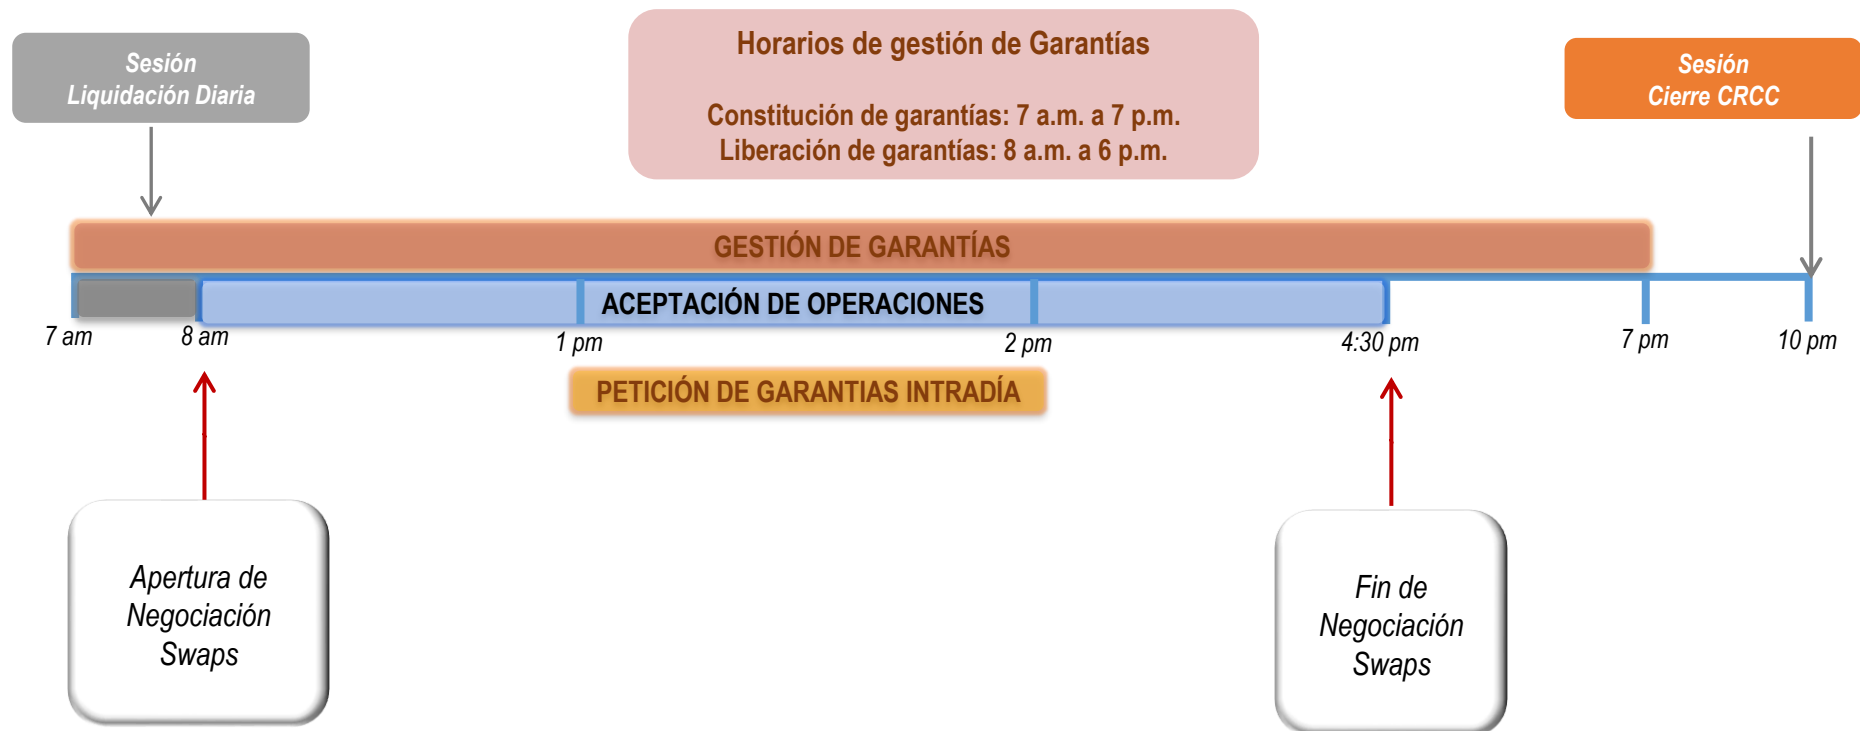 Sesión
Liquidación Diaria
Horarios de gestión de Garantías
Constitución de garantías: 7 a.m. a 7 p.m.
Liberación de garantías: 8 a.m. a 6 p.m.
Sesión
Cierre CRCC
GESTIÓN DE GARANTÍAS
ACEPTACIÓN DE OPERACIONES
7 am
8 am
1 pm
2 pm
4:30 pm
7 pm
10 pm
PETICIÓN DE GARANTIAS INTRADÍA
Apertura de
Negociación
Swaps
Fin de
Negociación
Swaps